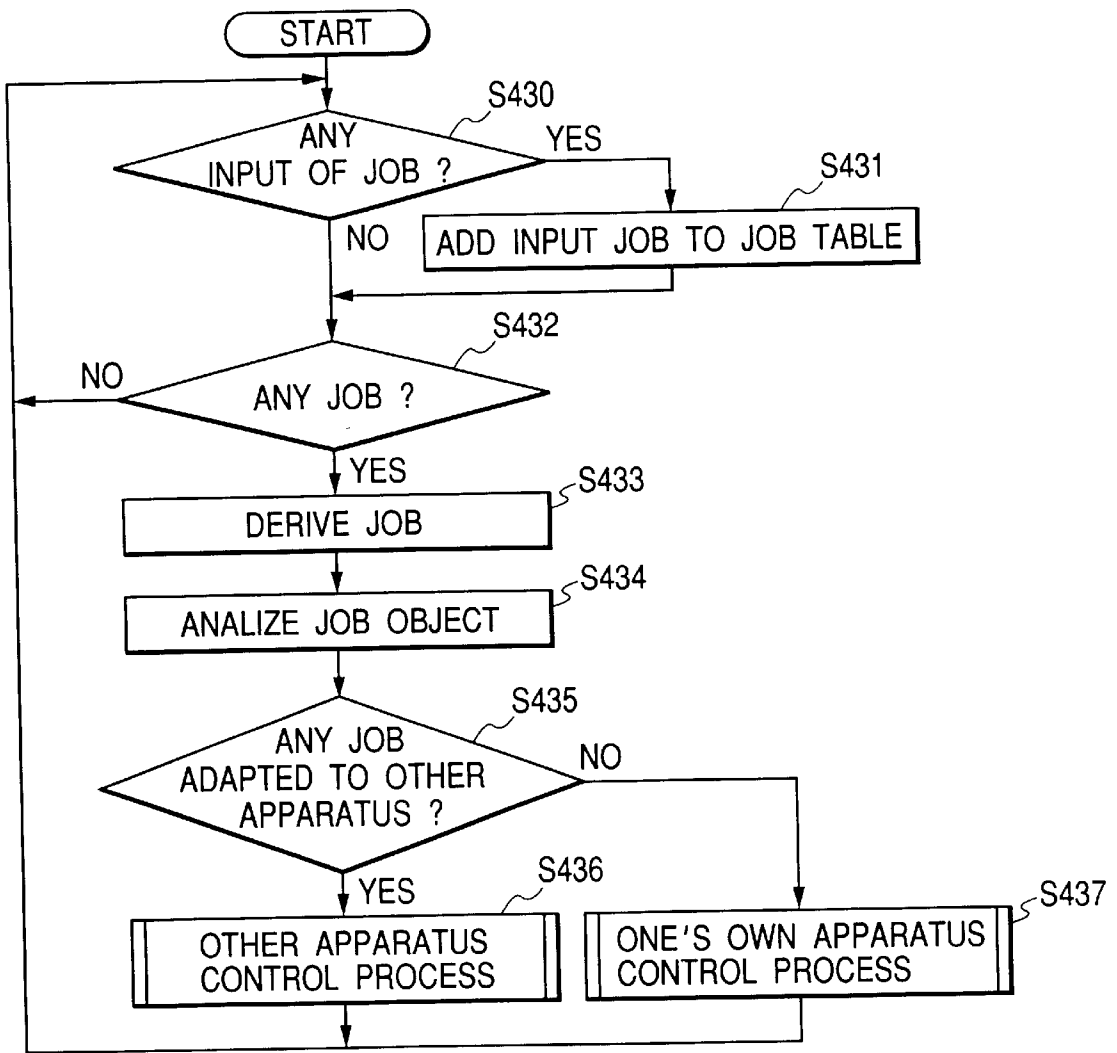 START
S430
ANY
INPUT OF JOB ?
YES
S431
NO
ADD INPUT JOB TO JOB TABLE
S432
NO
ANY JOB ?
YES
S433
DERIVE JOB
S434
ANALIZE JOB OBJECT
S435
ANY JOB
ADAPTED TO OTHER
APPARATUS ?
NO
YES
S436
S437
OTHER APPARATUS
CONTROL PROCESS
ONE'S OWN APPARATUS
CONTROL PROCESS